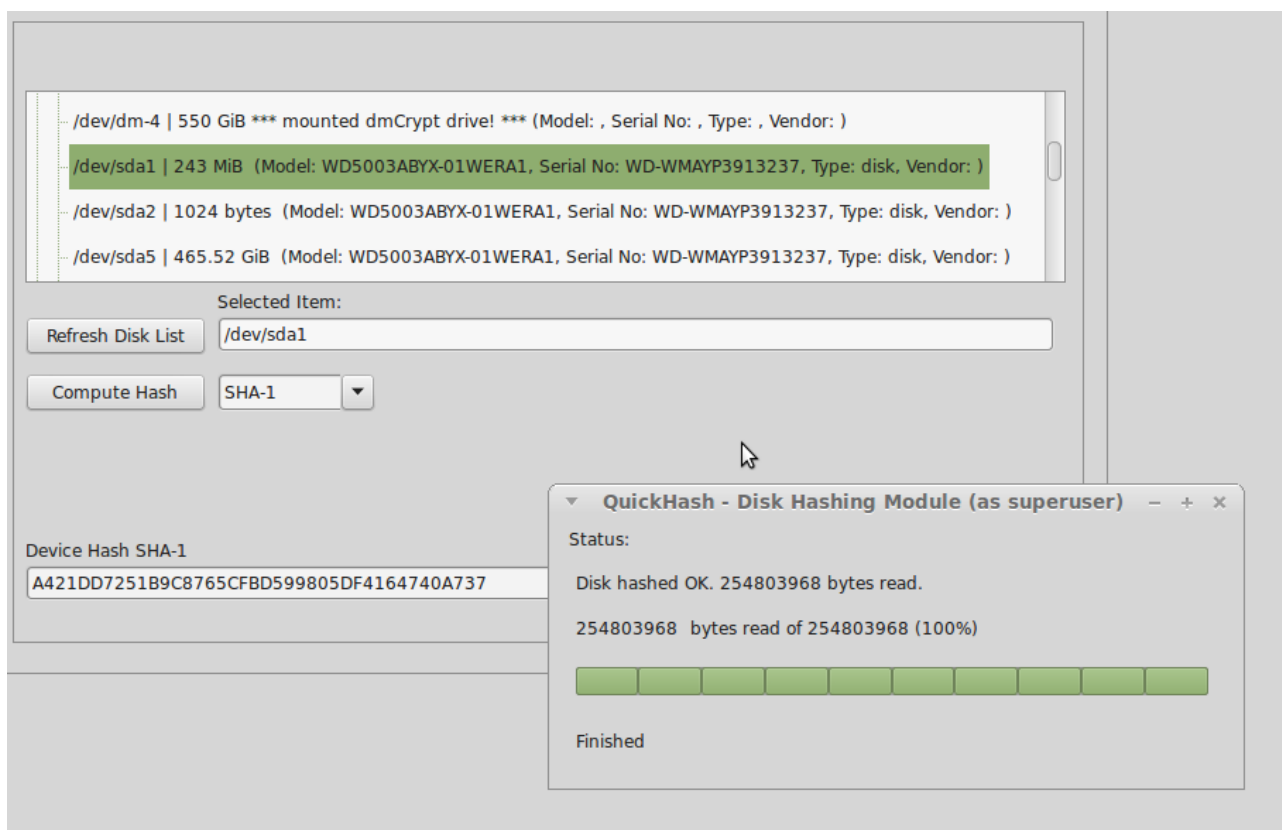 /dev/dm-4 | 550 GiB *** mounted dmCrypt drive! *** (Model: , Serial No: , Type: , Vendor: )
/dev/sda1 | 243 MiB (Model: WD5003ABYX-01WERA1, Serial No: WD-WMAYP3913237, Type: disk, Vendor: )
/dev/sda2 | 1024 bytes (Model: WD5003ABYX-01WERA1, Serial No: WD-WMAYP3913237, Type: disk, Vendor: )
/dev/sda5 | 465.52 GiB (Model: WD5003ABYX-01WERA1, Serial No: WD-WMAYP3913237, Type: disk, Vendor: )
Selected Item:
Refresh Disk List /dev/sda1
Compute Hash SHA-1
Device Hash SHA-1
A421DD7251B9C8765CFBD599805DF4164740A737
QuickHash - Disk Hashing Module (as superuser)
Status:
Disk hashed OK. 254803968 bytes read.
254803968 bytes read of 254803968 (100%)
Finished